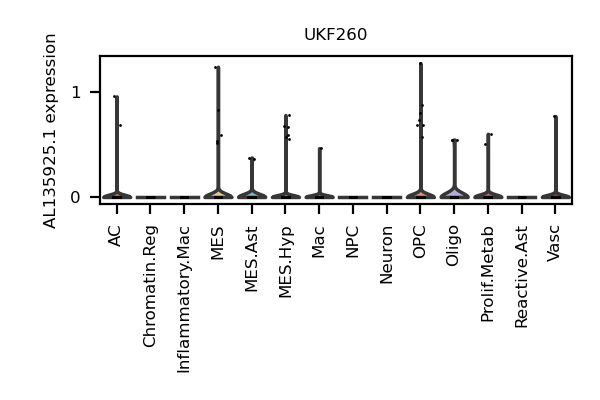 UKF260
AL135925.1 expression
1
0
AC
Chromatin.Reg
Inflammatory.Mac
MES
MES.Ast
MES.Hyp
Mac
NPC
Neuron
OPC
Oligo
Prolif.Metab
Reactive.Ast
Vasc